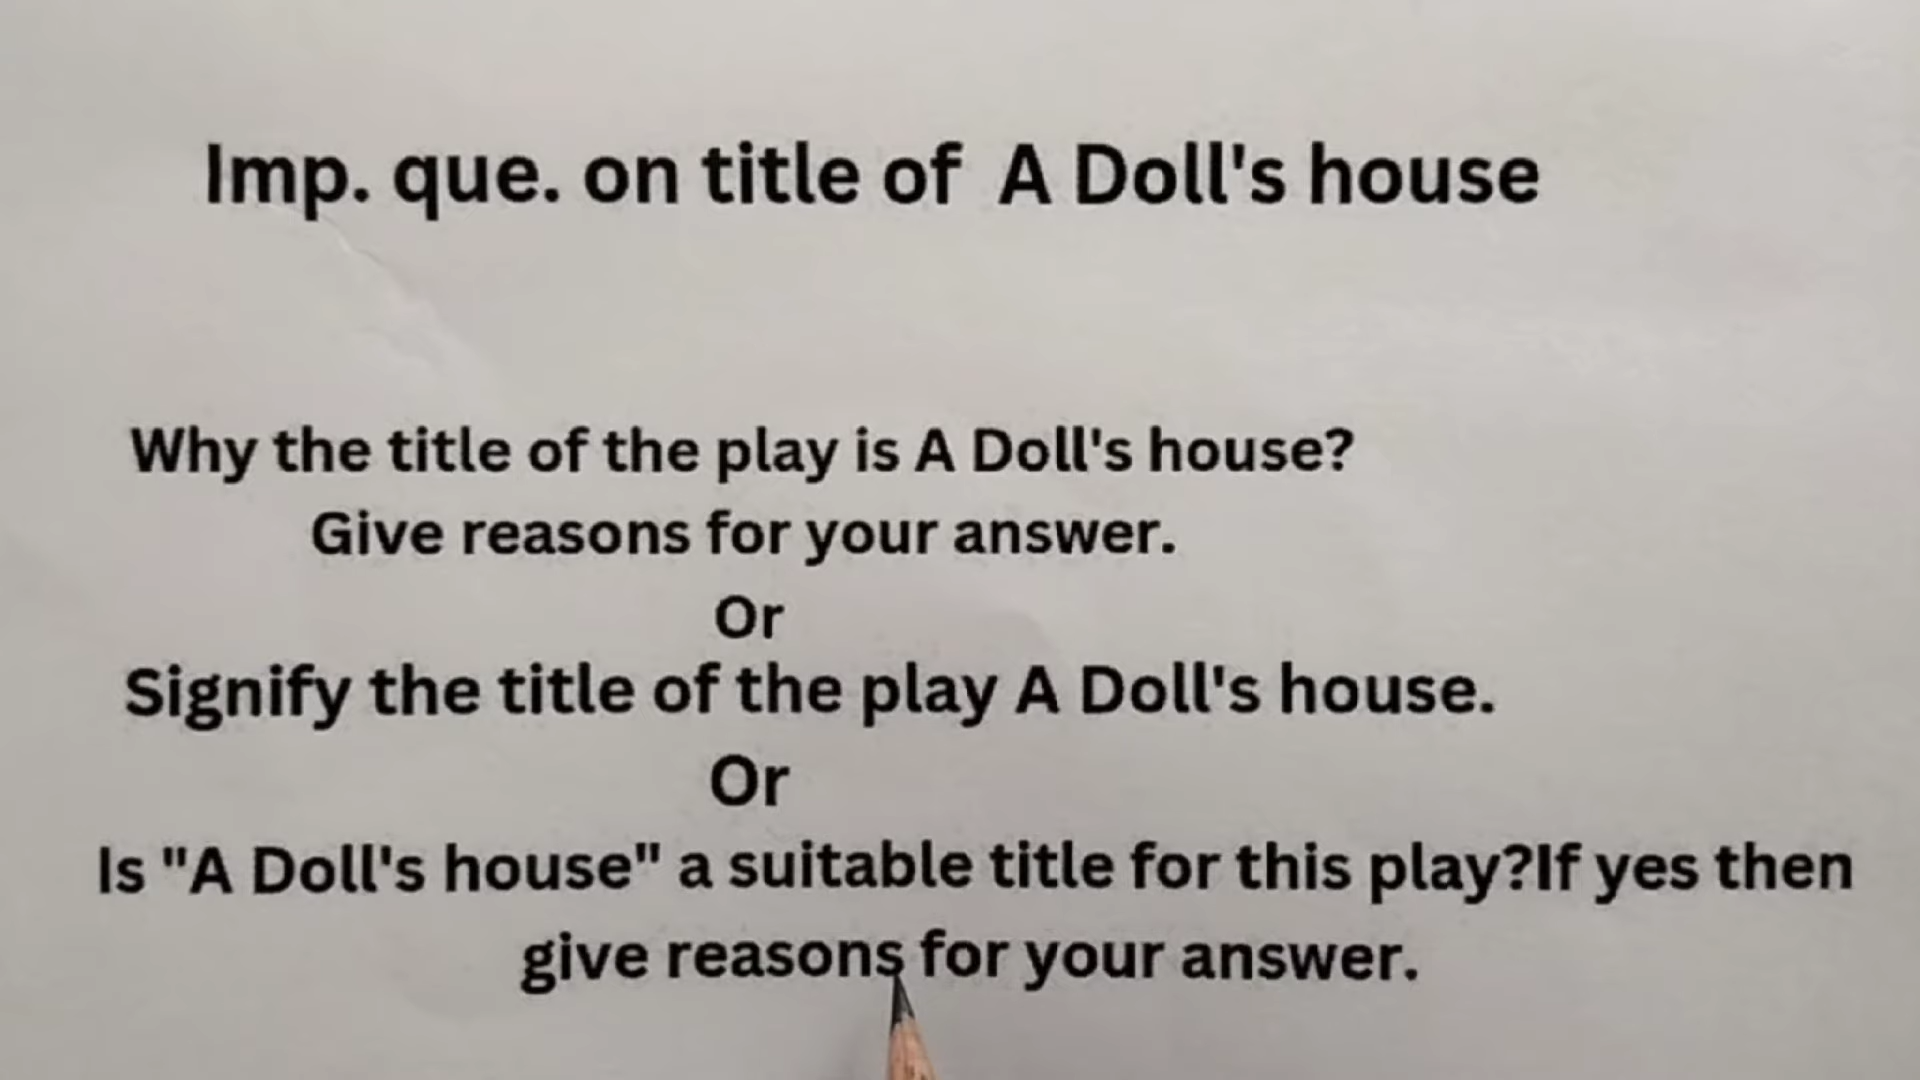 Imp. que. on title of A Doll's house
Why the title of the play is A Doll's house?
Give reasons for your answer.
Or
Signify the title of the play A Doll's house.
Or
Is "A Doll's house" a suitable title for this play?If yes then
give reasons for your answer.